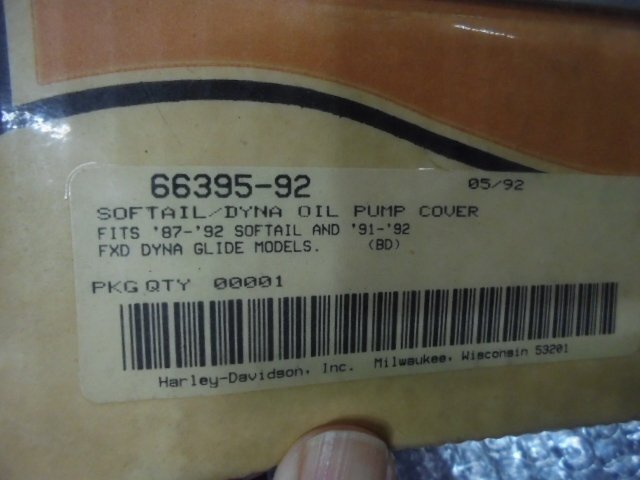 66395-92 05/92
SOFTAIL/DYNA OIL PUMP COVER
FITS '87-'92 SOFTAIL AND '91-'92
FXD DYNA GLIDE MODELS. (BD)
PKG QTY 00001
Harley-Davidson, Inc. Milwaukee, Wisconsin 53201